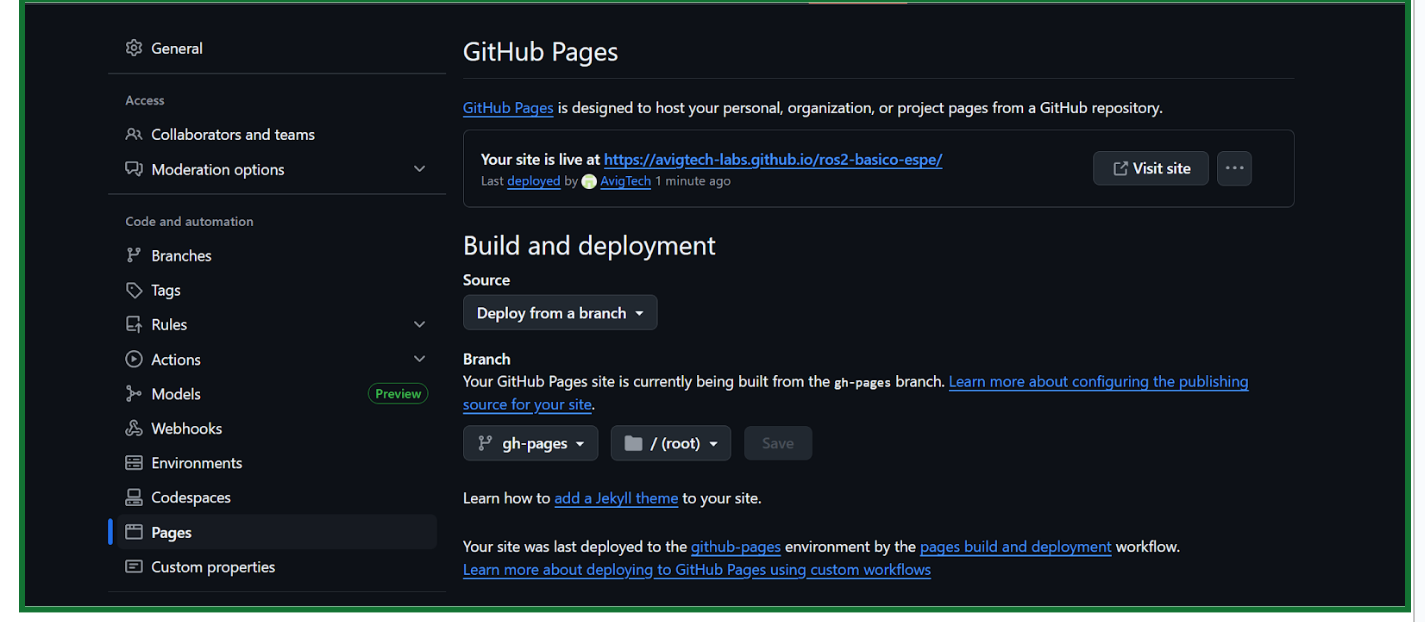 General
Access
Collaborators and teams
Moderation options
Code and automation
Branches
Tags
Rules
Actions
Models
Preview
Webhooks
Environments
Codespaces
Pages
Custom properties
GitHub Pages
GitHub Pages is designed to host your personal, organization, or project pages from a GitHub repository.
Your site is live at https://avigtech-labs.github.io/ros2-basico-espe/
Last deployed by AvigTech 1 minute ago
Visit site
Build and deployment
Source
Deploy from a branch
Branch
Your GitHub Pages site is currently being built from the gh-pages branch. Learn more about configuring the publishing
source for your site.
gh-pages
/ (root)
Save
Learn how to add a Jekyll theme to your site.
Your site was last deployed to the github-pages environment by the pages build and deployment workflow.
Learn more about deploying to GitHub Pages using custom workflows